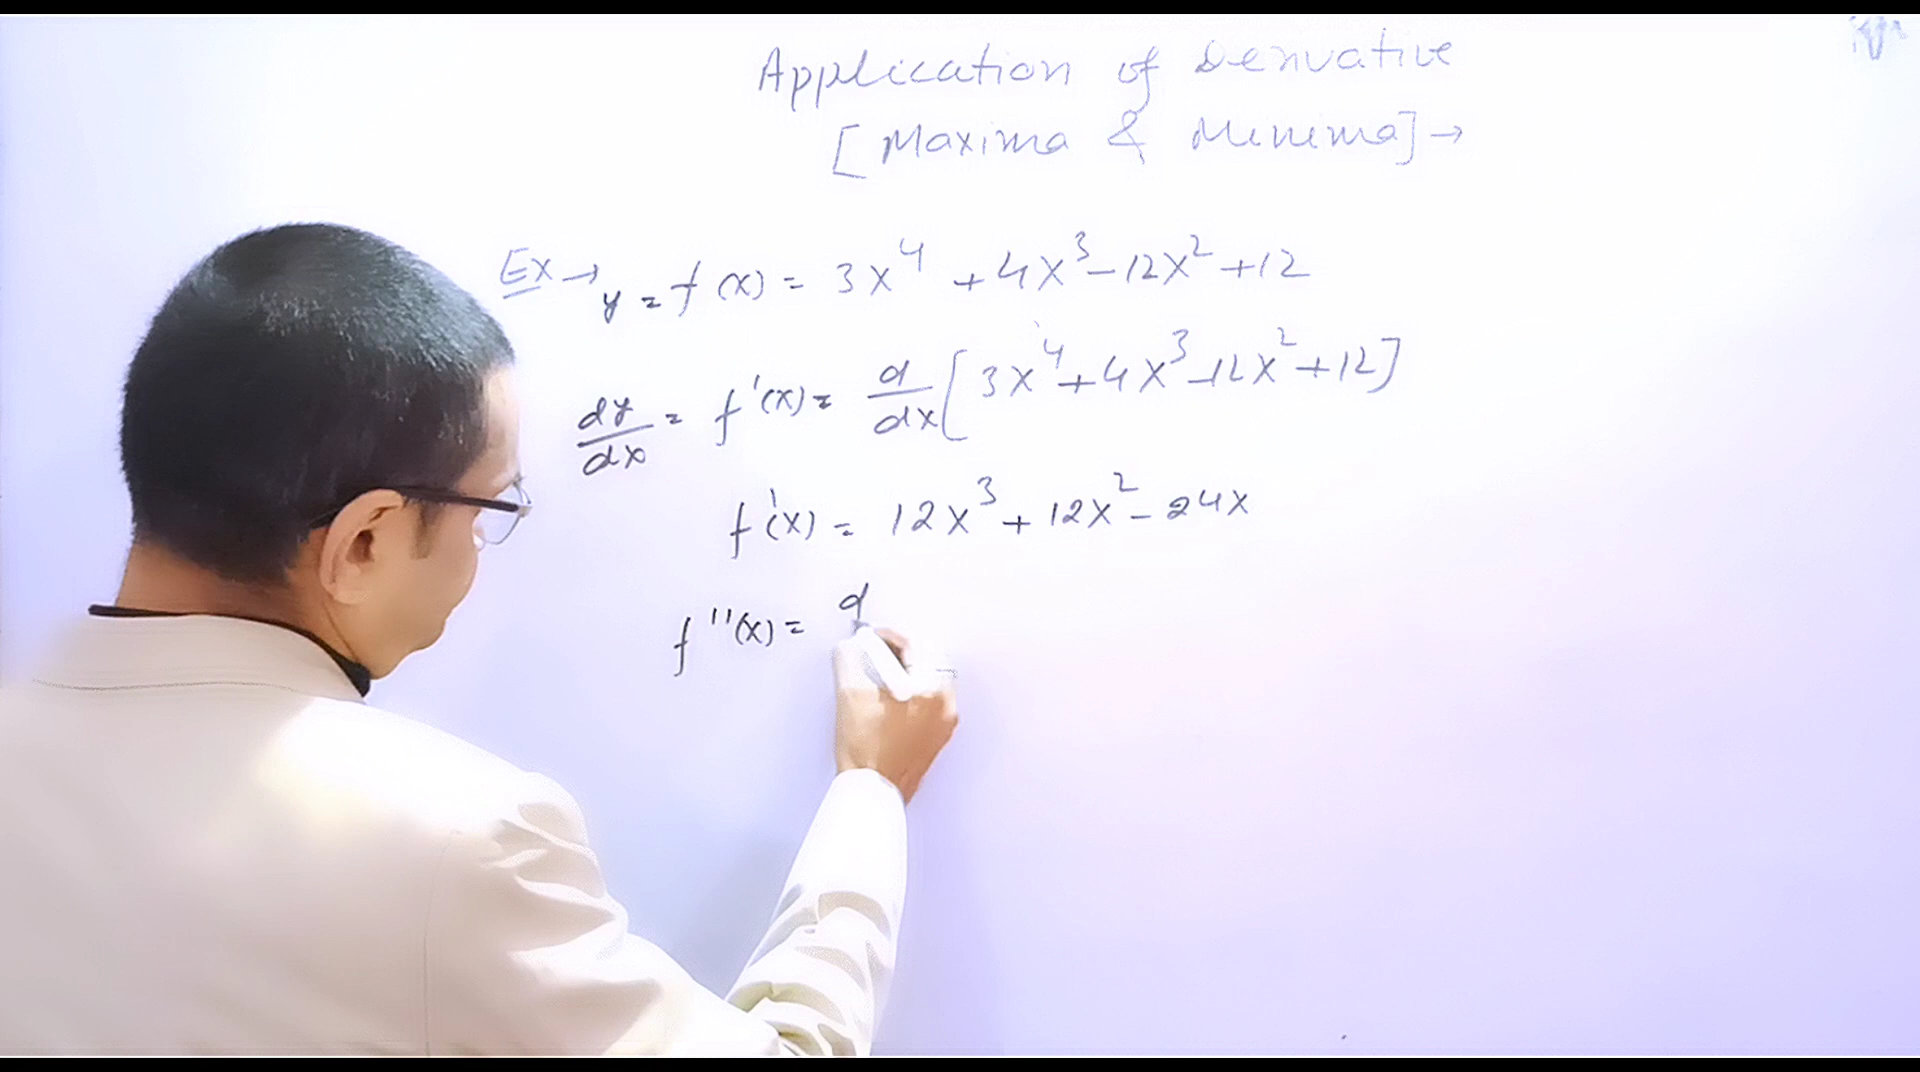 Application of Derivative
[Maxima & Minima] →
Ex → y = f(x) = 3x⁴ + 4x³ - 12x² + 12
dy/dx = f'(x) = d/dx [3x⁴ + 4x³ - 12x² + 12]
f'(x) = 12x³ + 12x² - 24x
f''(x) = d